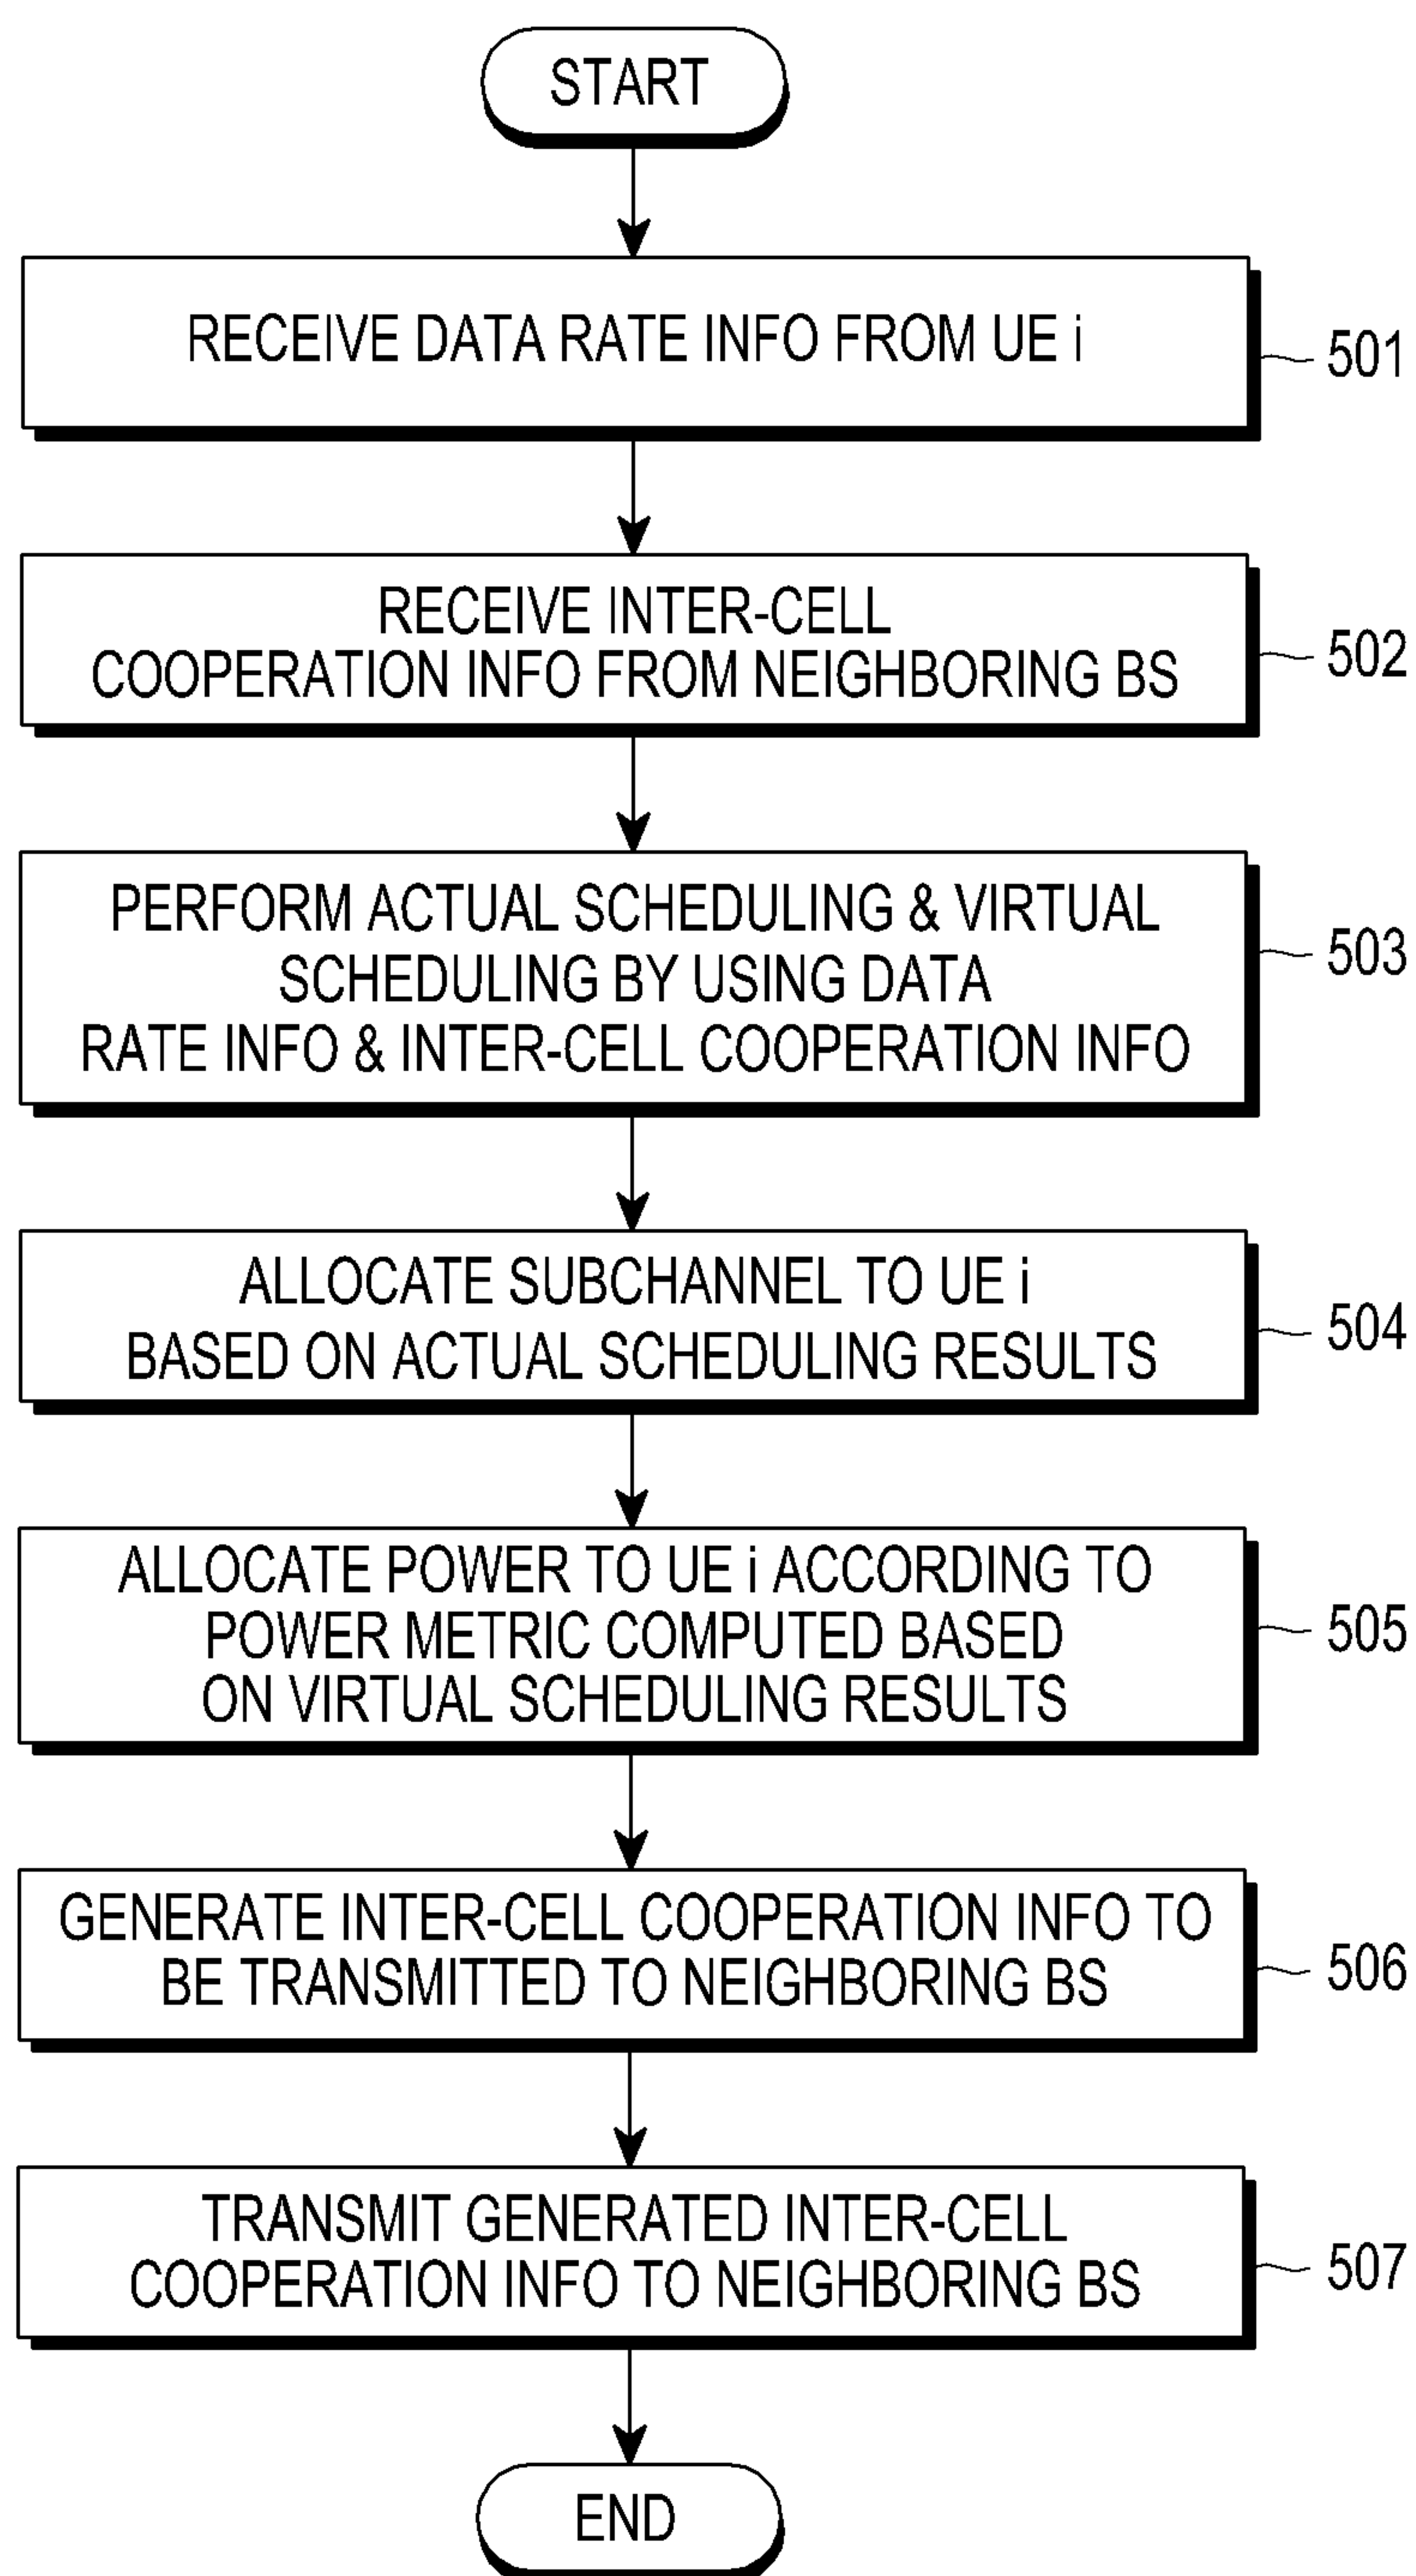 START
RECEIVE DATA RATE INFO FROM UE i
501
RECEIVE INTER-CELL
COOPERATION INFO FROM NEIGHBORING BS
502
PERFORM ACTUAL SCHEDULING & VIRTUAL
SCHEDULING BY USING DATA
RATE INFO & INTER-CELL COOPERATION INFO
503
ALLOCATE SUBCHANNEL TO UE i
BASED ON ACTUAL SCHEDULING RESULTS
504
ALLOCATE POWER TO UE i ACCORDING TO
POWER METRIC COMPUTED BASED
ON VIRTUAL SCHEDULING RESULTS
505
GENERATE INTER-CELL COOPERATION INFO TO
BE TRANSMITTED TO NEIGHBORING BS
506
TRANSMIT GENERATED INTER-CELL
COOPERATION INFO TO NEIGHBORING BS
507
END